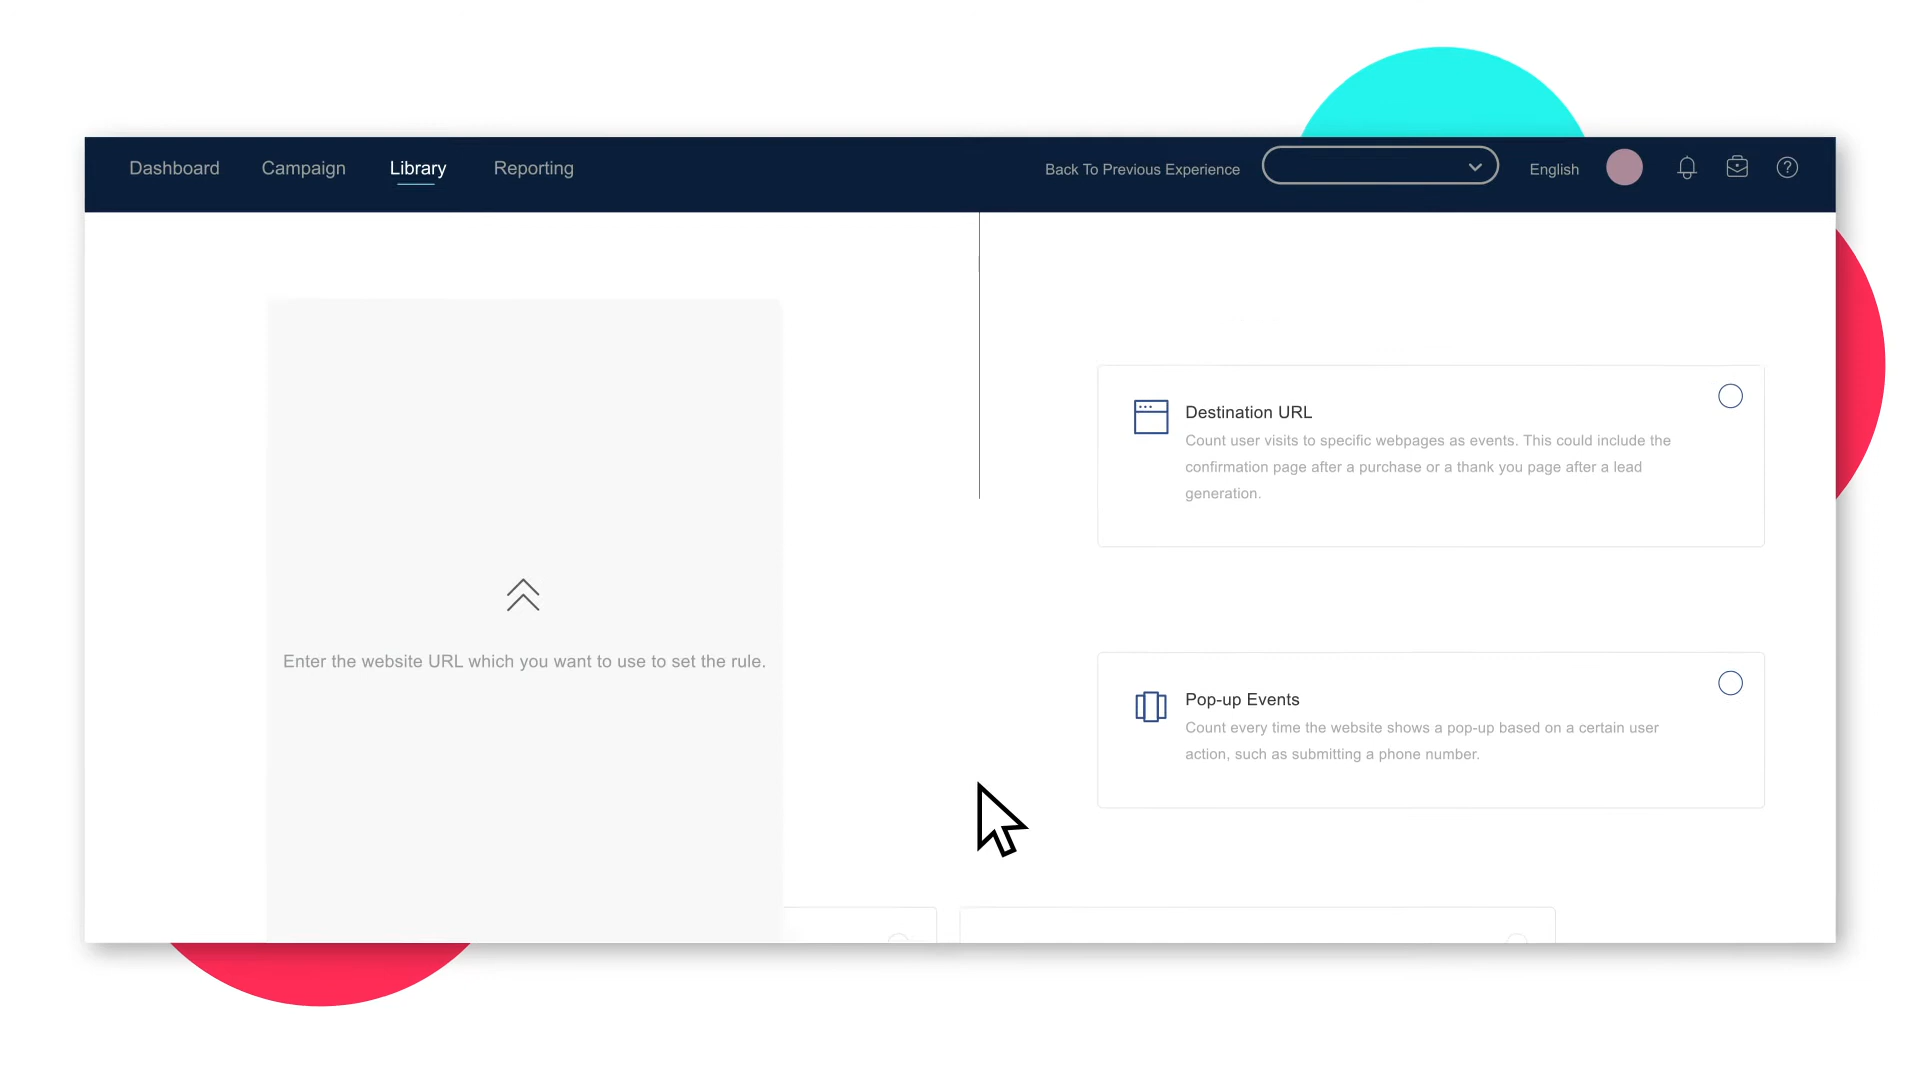 Dashboard Campaign Library Reporting Back To Previous Experience English
Enter the website URL which you want to use to set the rule.
Destination URL
Count user visits to specific webpages as events. This could include the
confirmation page after a purchase or a thank you page after a lead
generation.
Pop-up Events
Count every time the website shows a pop-up based on a certain user
action, such as submitting a phone number.